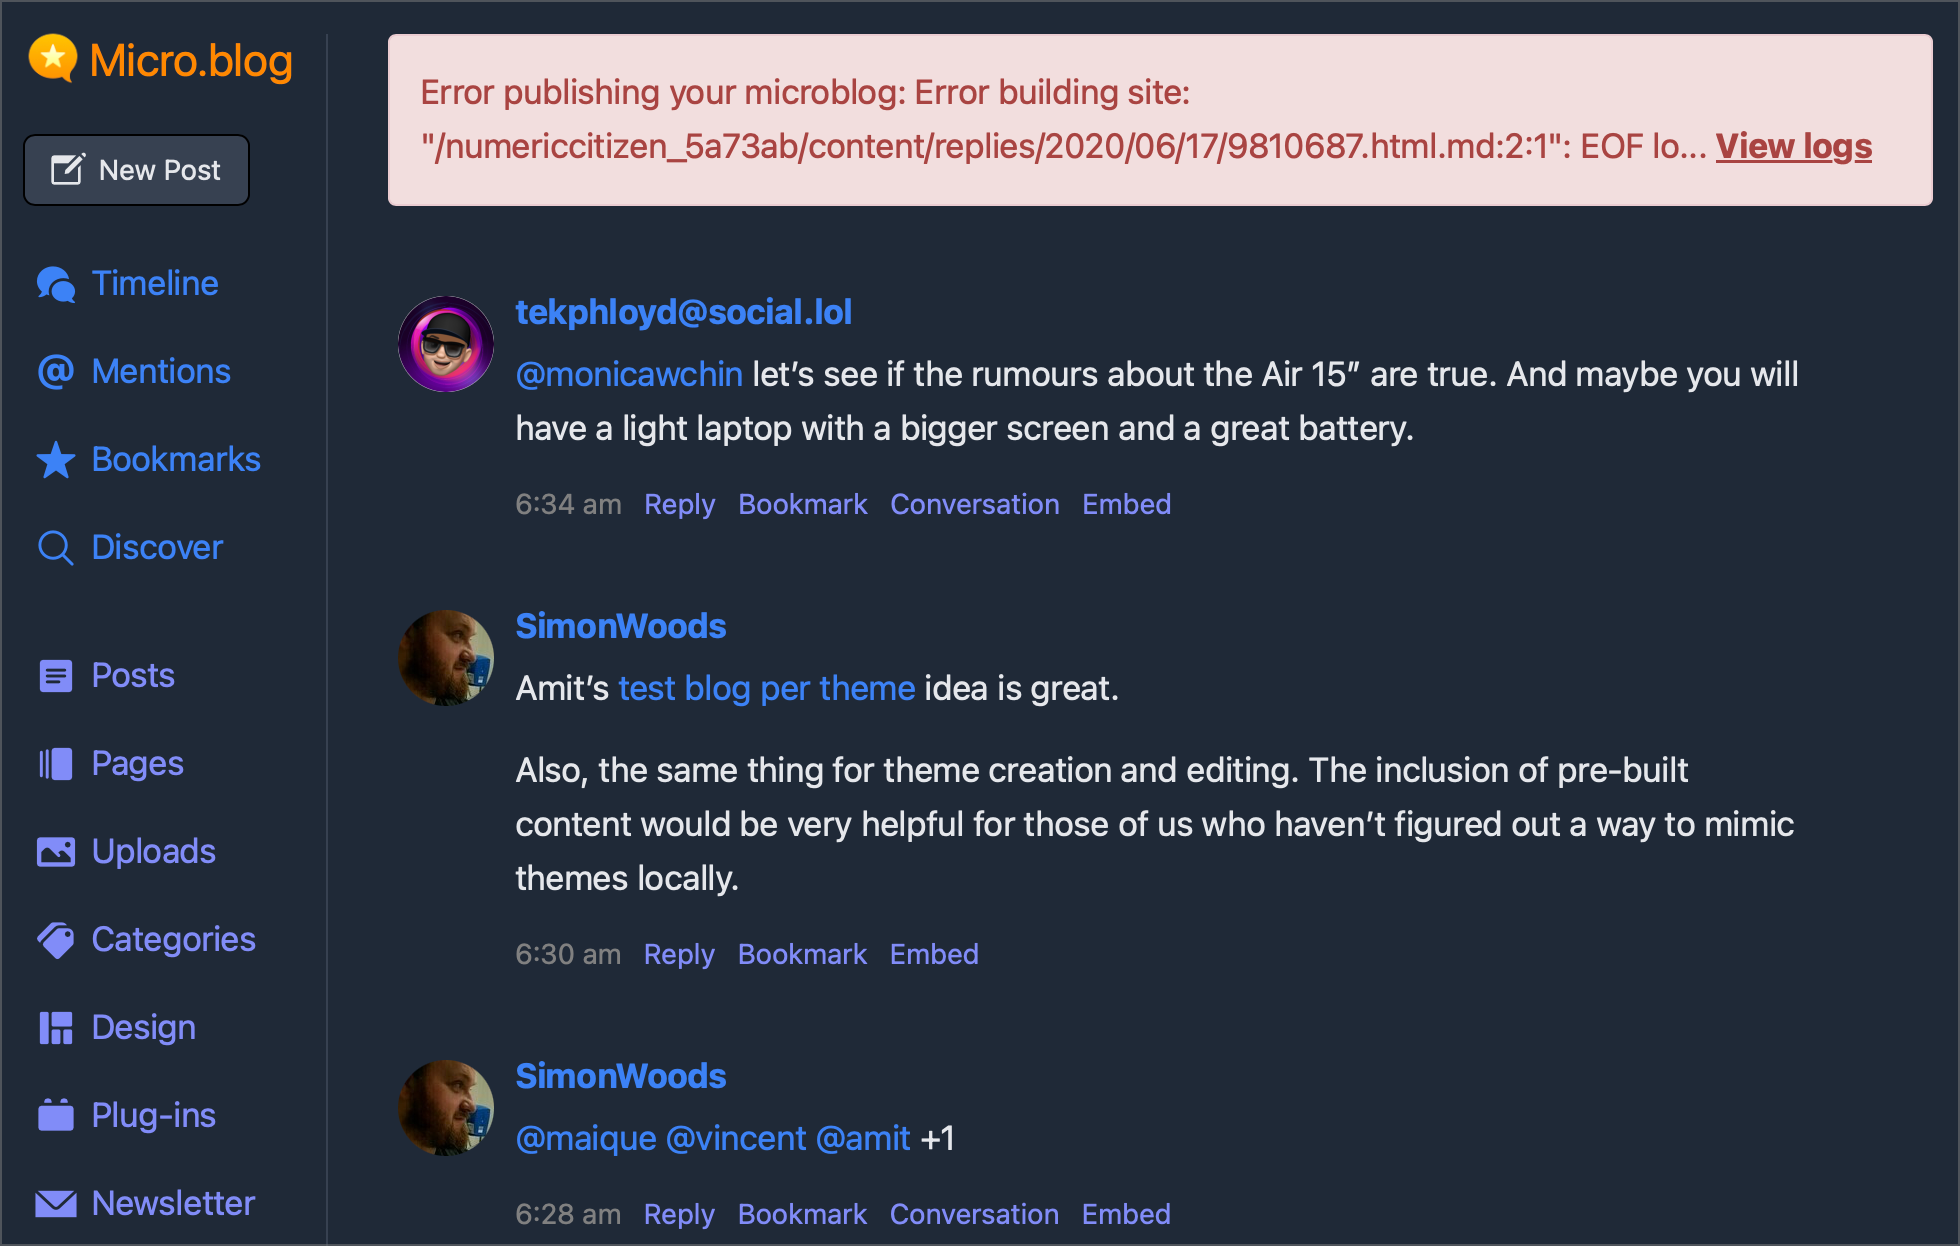 Micro.blog
New Post
Timeline
Mentions
Bookmarks
Discover
Posts
Pages
Uploads
Categories
Design
Plug-ins
Newsletter
Error publishing your microblog: Error building site:
"/numericcitizen_5a73ab/content/replies/2020/06/17/9810687.html.md:2:1": EOF lo... View logs
tekphloyd@social.lol
@monicawchin let’s see if the rumours about the Air 15” are true. And maybe you will
have a light laptop with a bigger screen and a great battery.
6:34 am Reply Bookmark Conversation Embed
SimonWoods
Amit’s test blog per theme idea is great.
Also, the same thing for theme creation and editing. The inclusion of pre-built
content would be very helpful for those of us who haven’t figured out a way to mimic
themes locally.
6:30 am Reply Bookmark Embed
SimonWoods
@maique @vincent @amit +1
6:28 am Reply Bookmark Conversation Embed